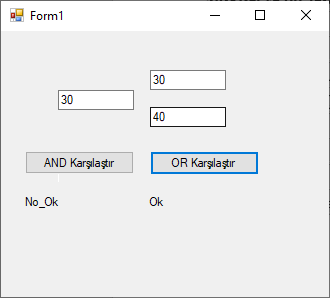 Form1
30
30
40
AND Karşılaştır
OR Karşılaştır
No_Ok
Ok